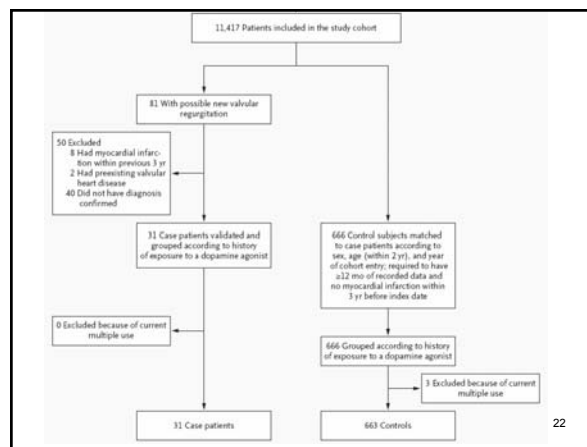 11,417 Patients included in the study cohort
81 With possible new valvular
regurgitation
50 Excluded
8 Had myocardial infarc-
tion within previous 3 yr
2 Had preexisting valvular
heart disease
40 Did not have diagnosis
confirmed
31 Case patients validated and
grouped according to history
of exposure to a dopamine agonist
666 Control subjects matched
to case patients according to
sex, age (within 2 yr), and year
of cohort entry; required to have
≥12 mo of recorded data and
no myocardial infarction within
3 yr before index date
0 Excluded because of current
multiple use
666 Grouped according to history
of exposure to a dopamine agonist
3 Excluded because of current
multiple use
31 Case patients
663 Controls
22